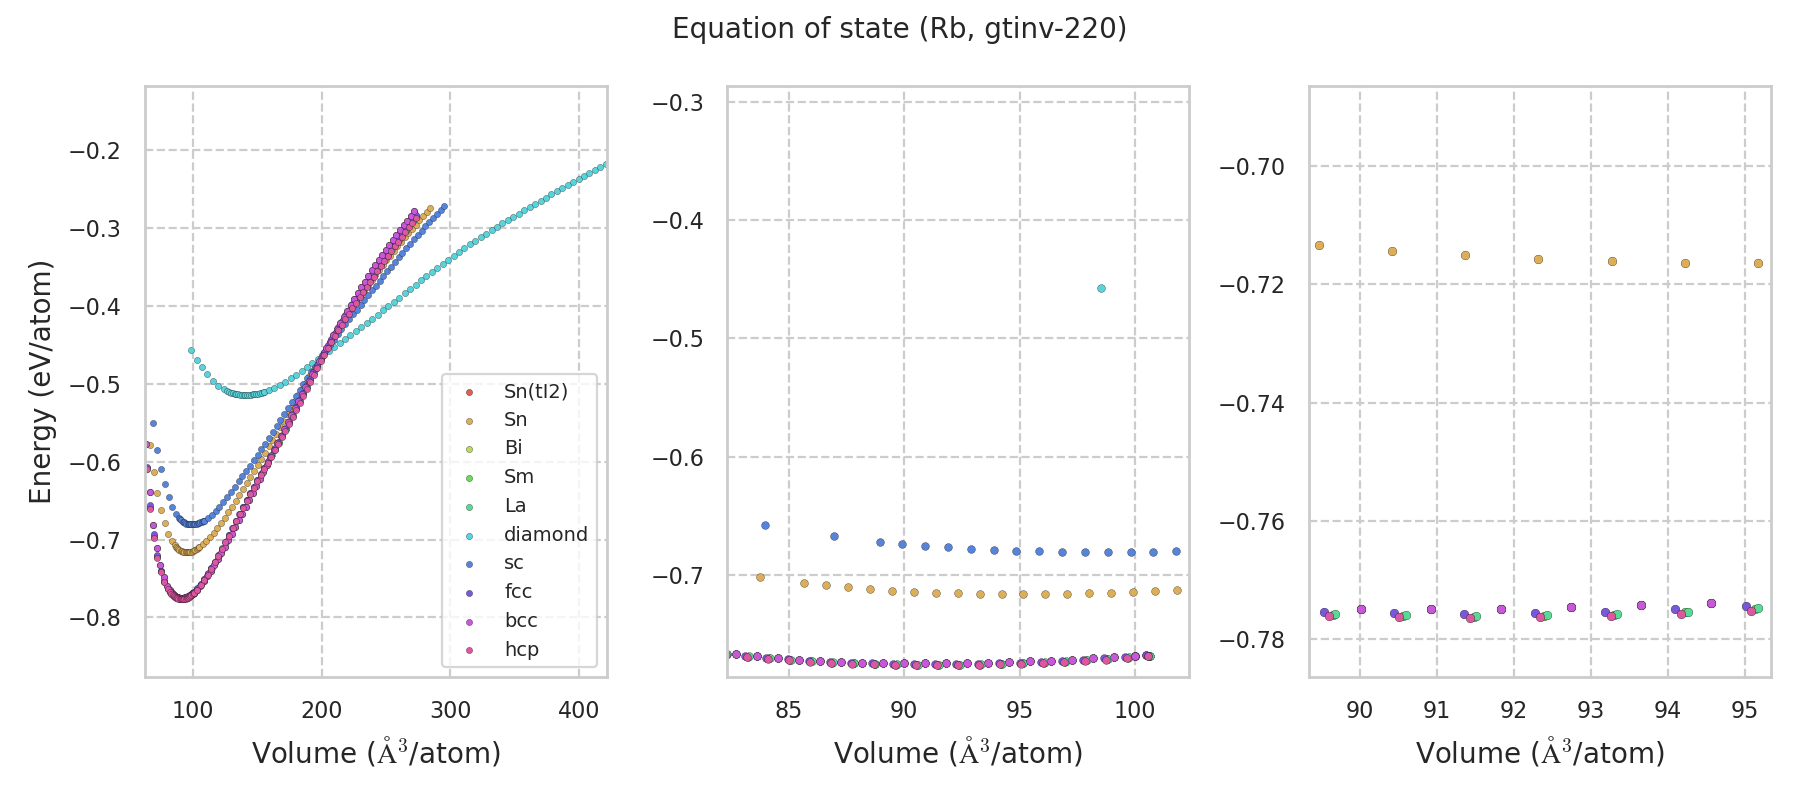 Equation of state (Rb, gtinv-220)
Energy (eV/atom)
−0.2
−0.3
−0.4
−0.5
−0.6
−0.7
−0.8
100 200 300 400
Volume (Å³/atom)
Sn(tI2)
Sn
Bi
Sm
La
diamond
sc
fcc
bcc
hcp
−0.3
−0.4
−0.5
−0.6
−0.7
85 90 95 100
Volume (Å³/atom)
−0.70
−0.72
−0.74
−0.76
−0.78
90 91 92 93 94 95
Volume (Å³/atom)